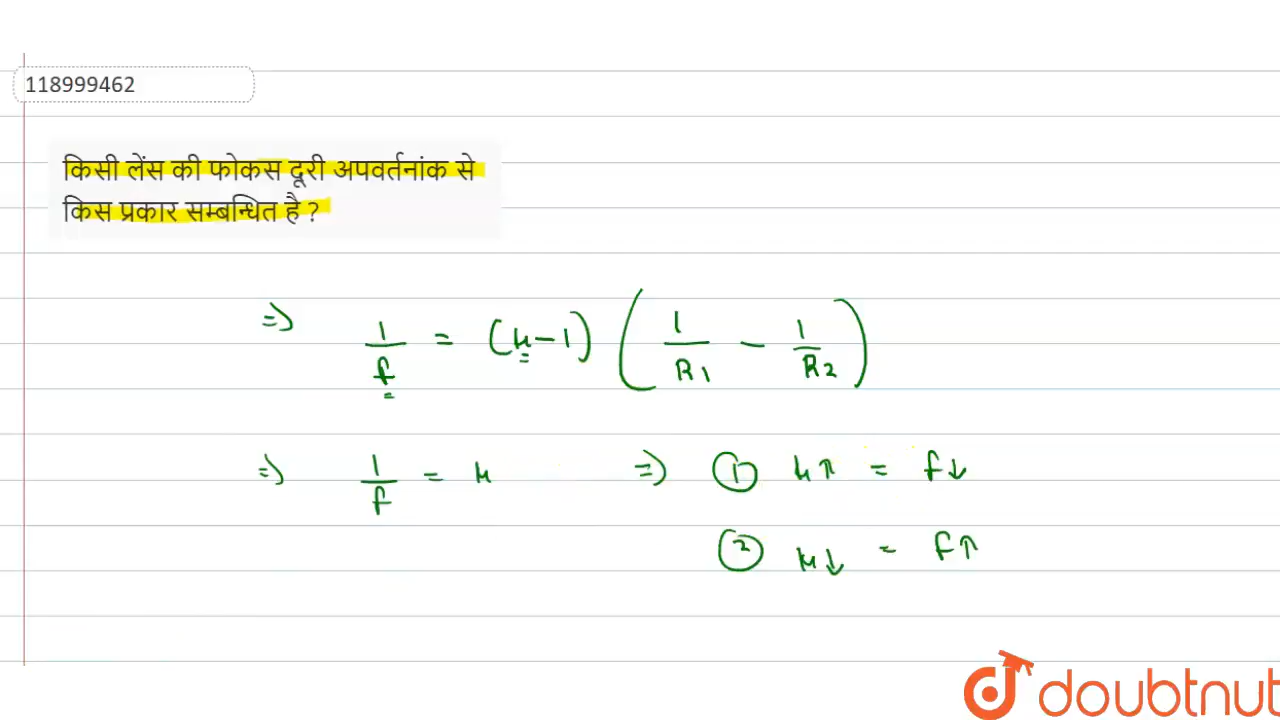 118999462
किसी लेंस की फोकस दूरी अपवर्तनांक से
किस प्रकार सम्बन्धित है ?
=> 1/f = (μ-1) (1/R1 - 1/R2)
=> 1/f = μ => ① μ↑ = f↓
② μ↓ = f↑
doubtnut